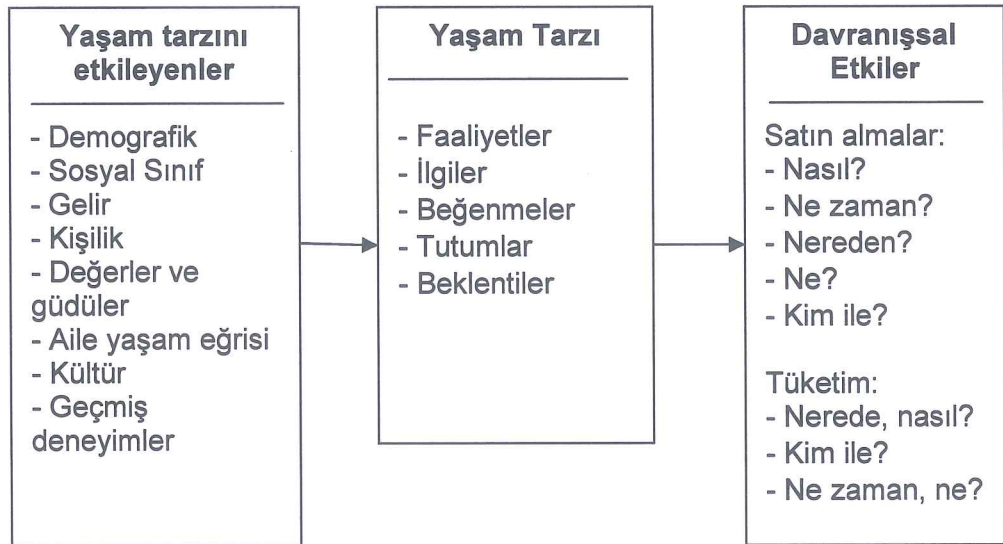 Yaşam tarzını
etkileyenler
- Demografik
- Sosyal Sınıf
- Gelir
- Kişilik
- Değerler ve
güdüler
- Aile yaşam eğrisi
- Kültür
- Geçmiş
deneyimler
Yaşam Tarzı
- Faaliyetler
- İlgiler
- Beğenmeler
- Tutumlar
- Beklentiler
Davranışsal
Etkiler
Satın almalar:
- Nasıl?
- Ne zaman?
- Nereden?
- Ne?
- Kim ile?
Tüketim:
- Nerede, nasıl?
- Kim ile?
- Ne zaman, ne?